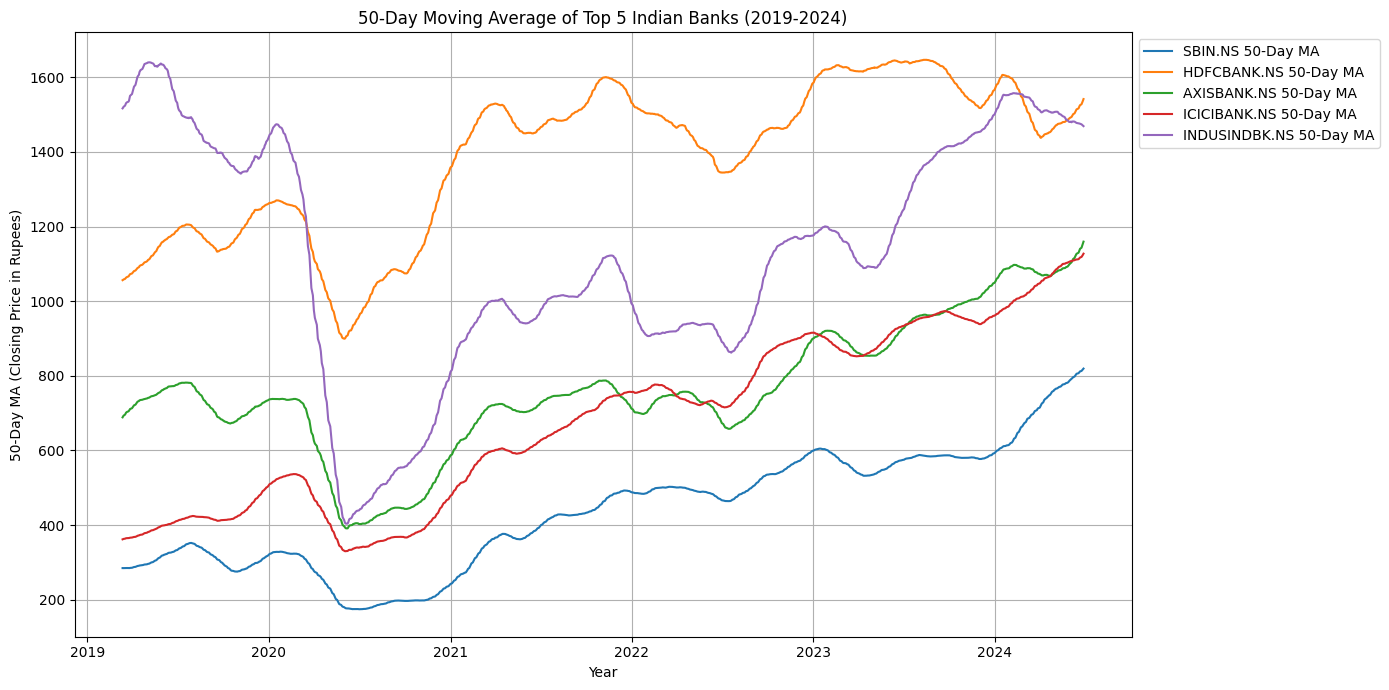 50-Day Moving Average of Top 5 Indian Banks (2019-2024)
SBIN.NS 50-Day MA
HDFCBANK.NS 50-Day MA
AXISBANK.NS 50-Day MA
ICICIBANK.NS 50-Day MA
INDUSINDBK.NS 50-Day MA
50-Day MA (Closing Price in Rupees)
1600
1400
1200
1000
800
600
400
200
2019
2020
2021
2022
2023
2024
Year